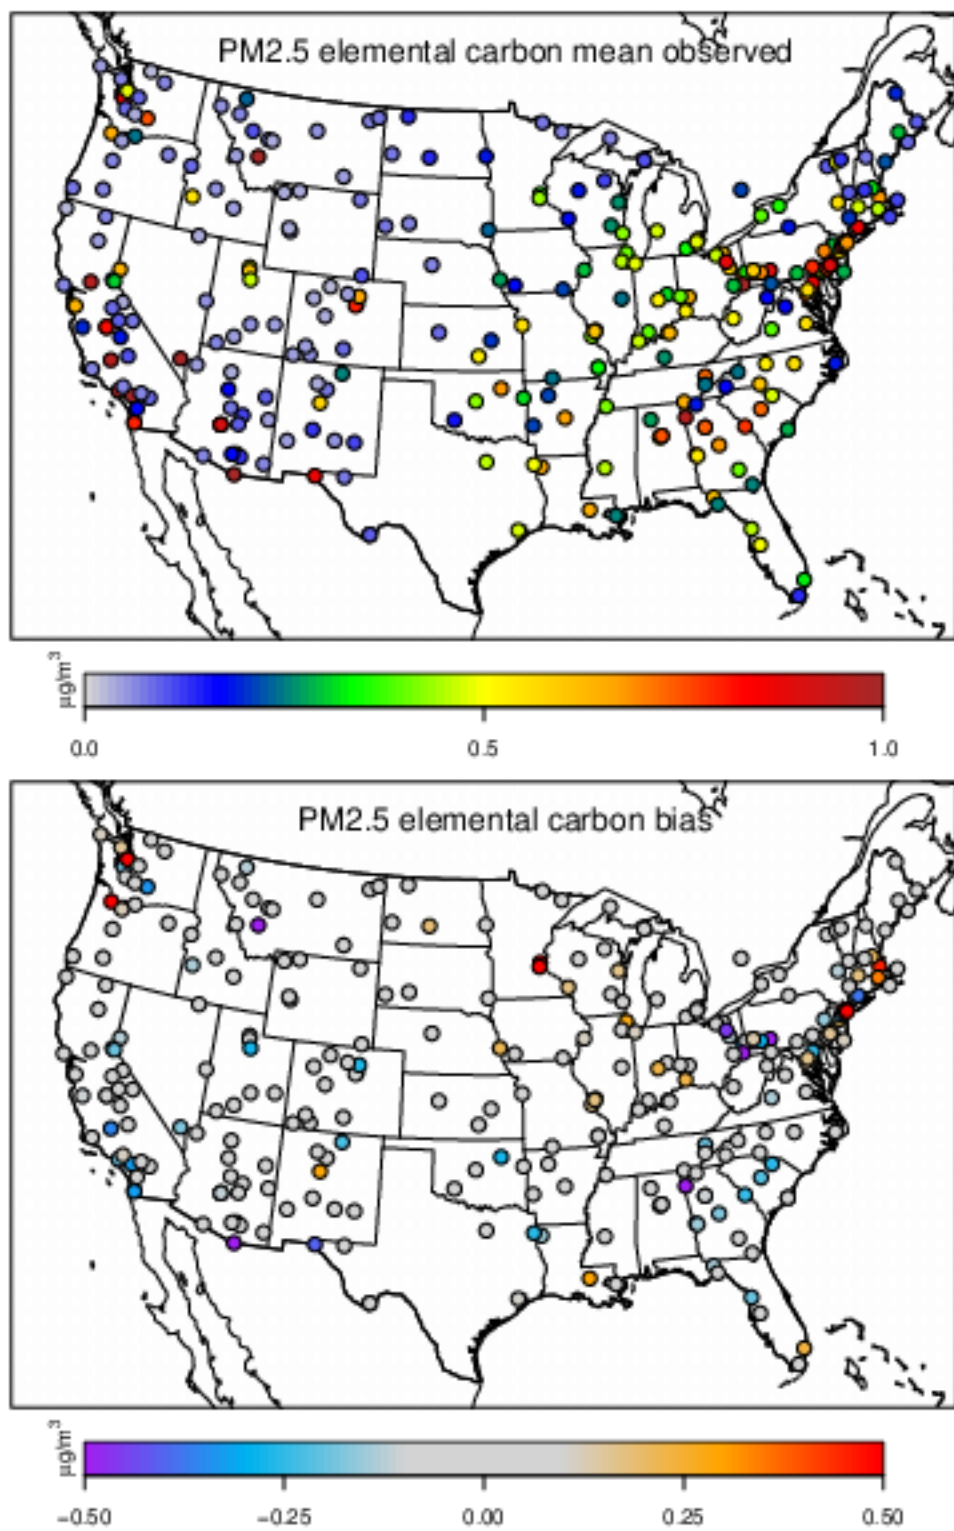 PM2.5 elemental carbon mean observed
µg/m³
0.0 0.5 1.0
PM2.5 elemental carbon bias
µg/m³
−0.50 −0.25 0.00 0.25 0.50